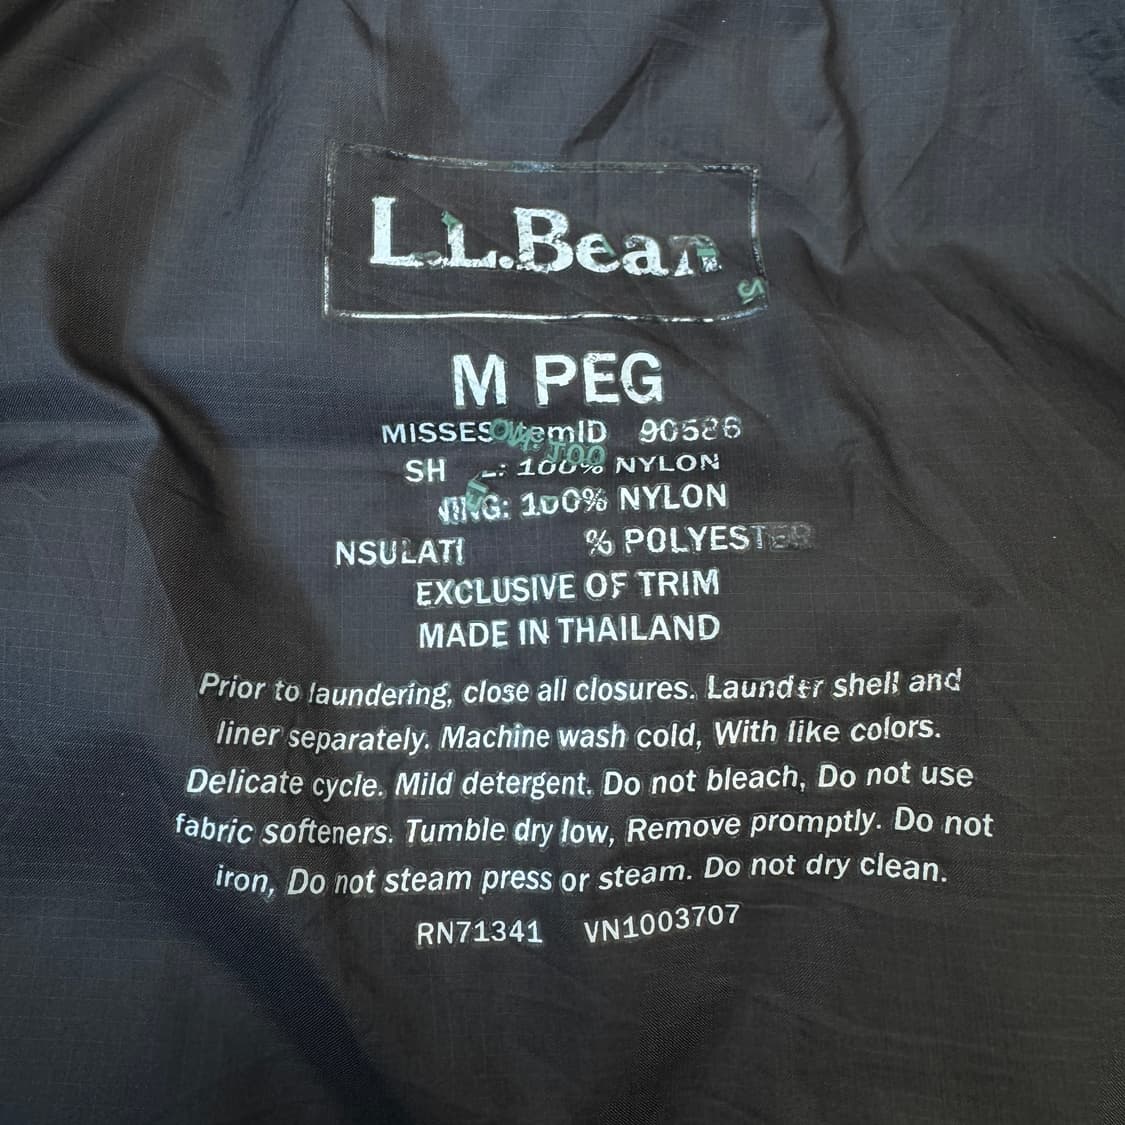 L.L.Bean
M PEG
MISSES ItemID 90586
SH L: 100% NYLON
NING: 100% NYLON
NSULATI % POLYESTER
EXCLUSIVE OF TRIM
MADE IN THAILAND
Prior to laundering, close all closures. Launder shell and
liner separately. Machine wash cold, With like colors.
Delicate cycle. Mild detergent. Do not bleach, Do not use
fabric softeners. Tumble dry low, Remove promptly. Do not
iron, Do not steam press or steam. Do not dry clean.
RN71341 VN1003707